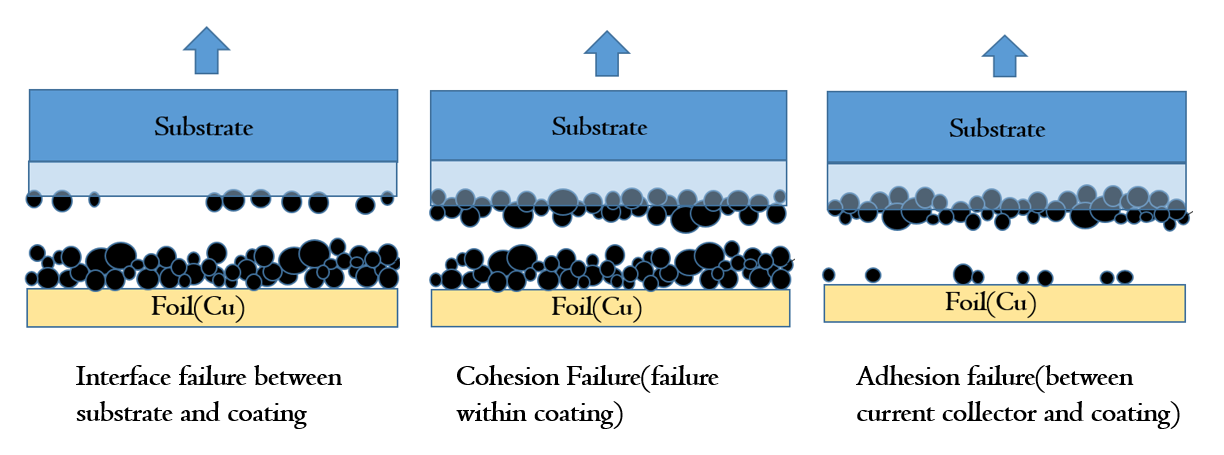 Substrate
Substrate
Substrate
Foil(Cu)
Foil(Cu)
Foil(Cu)
Interface failure between
substrate and coating
Cohesion Failure(failure
within coating)
Adhesion failure(between
current collector and coating)